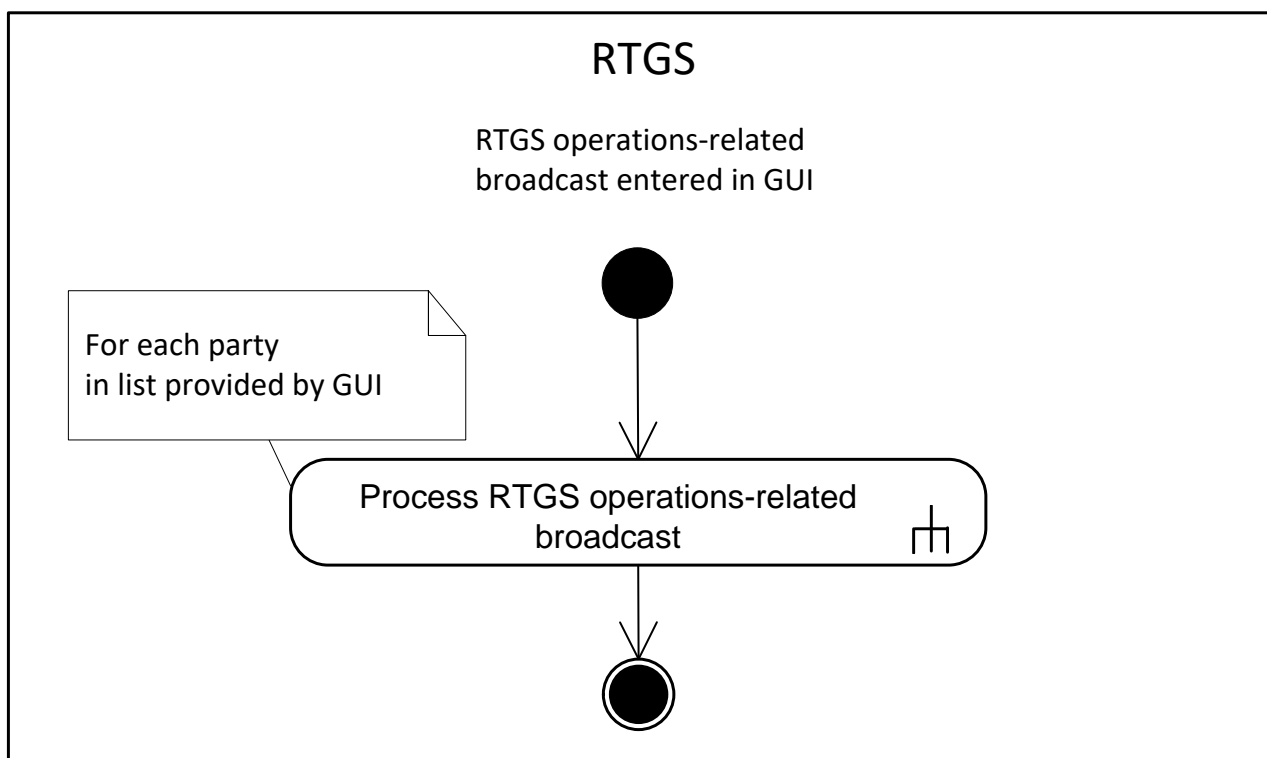 RTGS
RTGS operations-related
broadcast entered in GUI
For each party
in list provided by GUI
Process RTGS operations-related
broadcast